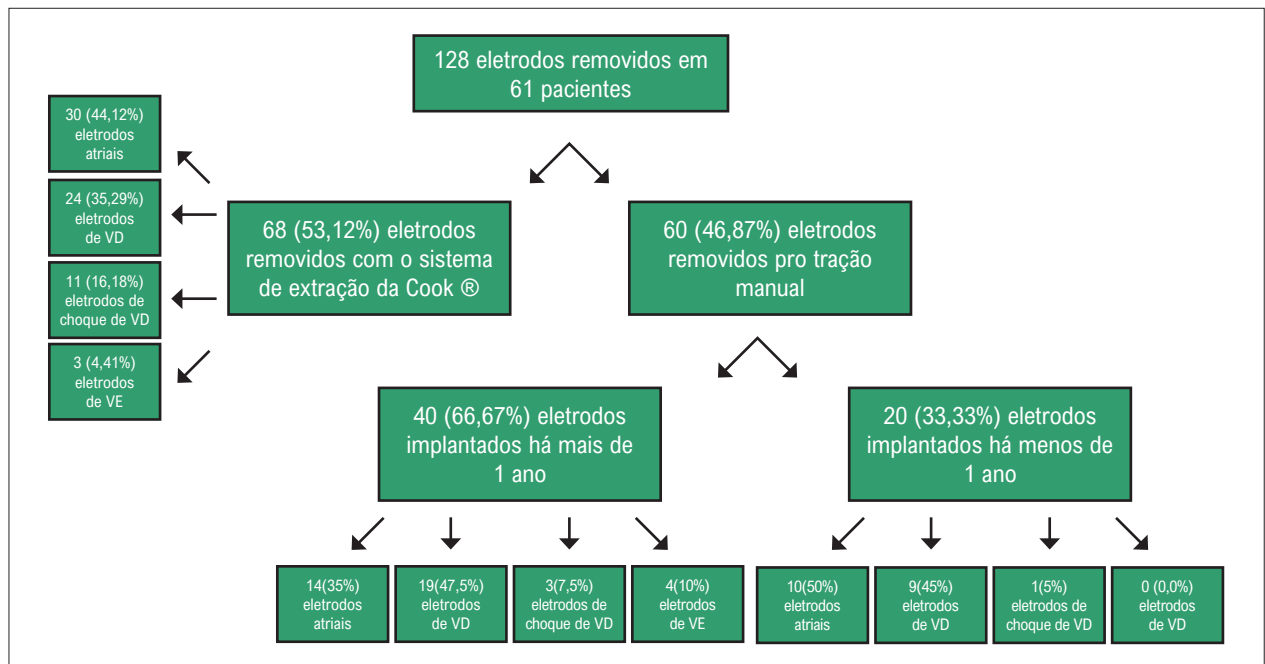 128 eletrodos removidos em
61 pacientes
30 (44,12%)
eletrodos
atriais
24 (35,29%)
eletrodos
de VD
11 (16,18%)
eletrodos de
choque de VD
3 (4,41%)
eletrodos
de VE
68 (53,12%) eletrodos
removidos com o sistema
de extração da Cook ®
60 (46,87%) eletrodos
removidos pro tração
manual
40 (66,67%) eletrodos
implantados há mais de
1 ano
20 (33,33%) eletrodos
implantados há menos de
1 ano
14(35%)
eletrodos
atriais
19(47,5%)
eletrodos
de VD
3(7,5%)
eletrodos de
choque de VD
4(10%)
eletrodos
de VE
10(50%)
eletrodos
atriais
9(45%)
eletrodos
de VD
1(5%)
eletrodos de
choque de VD
0 (0,0%)
eletrodos
de VD